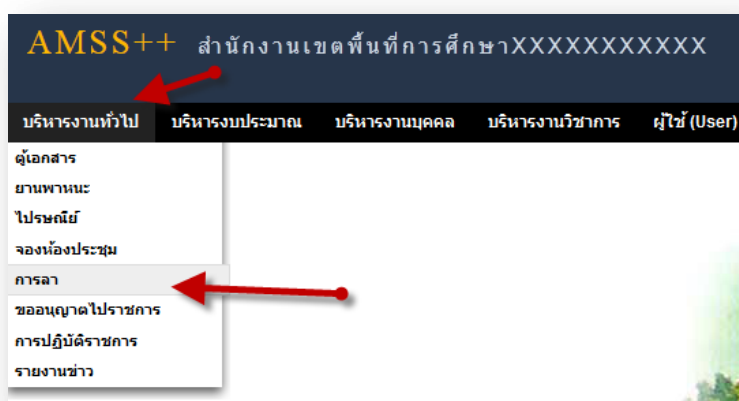 AMSS++ สำนักงานเขตพื้นที่การศึกษาXXXXXXXXXXX
บริหารงานทั่วไป บริหารงบประมาณ บริหารงานบุคคล บริหารงานวิชาการ ผู้ใช้ (User)
ตู้เอกสาร
ยานพาหนะ
ไปรษณีย์
จองห้องประชุม
การลา
ขออนุญาตไปราชการ
การปฏิบัติราชการ
รายงานข่าว